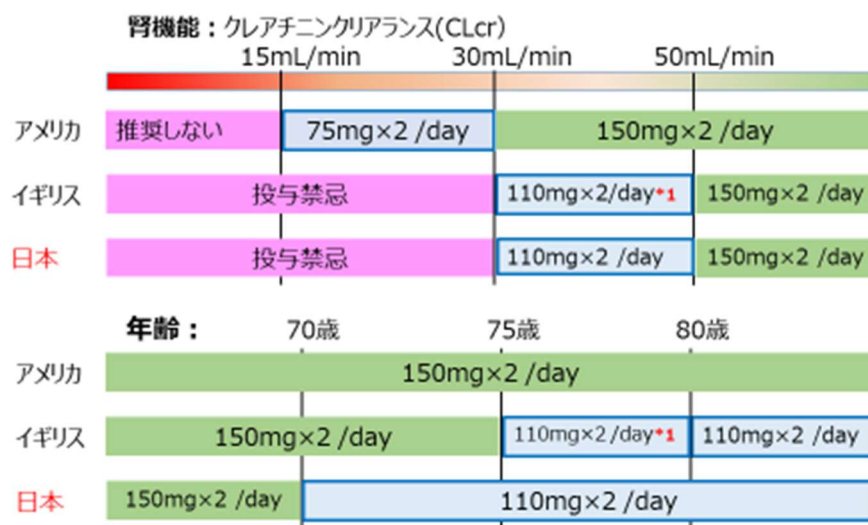 腎機能：クレアチニンクリアランス(CLcr）
15mL/min 30mL/min 50mL/min
アメリカ 推奨しない 75mg×2 /day 150mg×2 /day
イギリス 投与禁忌 110mg×2/day*1 150mg×2 /day
日本 投与禁忌 110mg×2 /day 150mg×2 /day
年齢： 70歳 75歳 80歳
アメリカ 150mg×2 /day
イギリス 150mg×2 /day 110mg×2/day*1 110mg×2 /day
日本 150mg×2 /day 110mg×2 /day